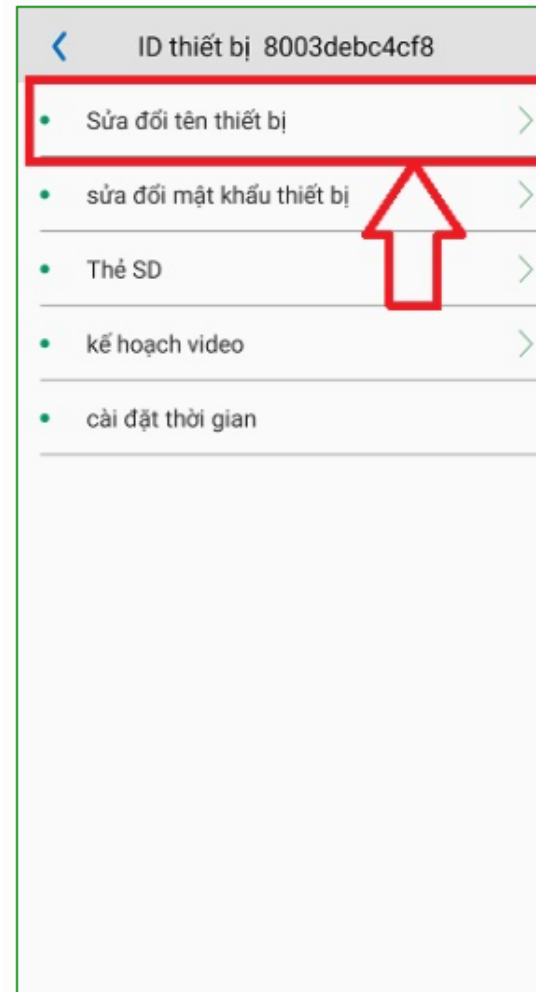 ID thiết bị 8003debc4cf8
Sửa đổi tên thiết bị
sửa đổi mật khẩu thiết bị
Thẻ SD
kế hoạch video
cài đặt thời gian